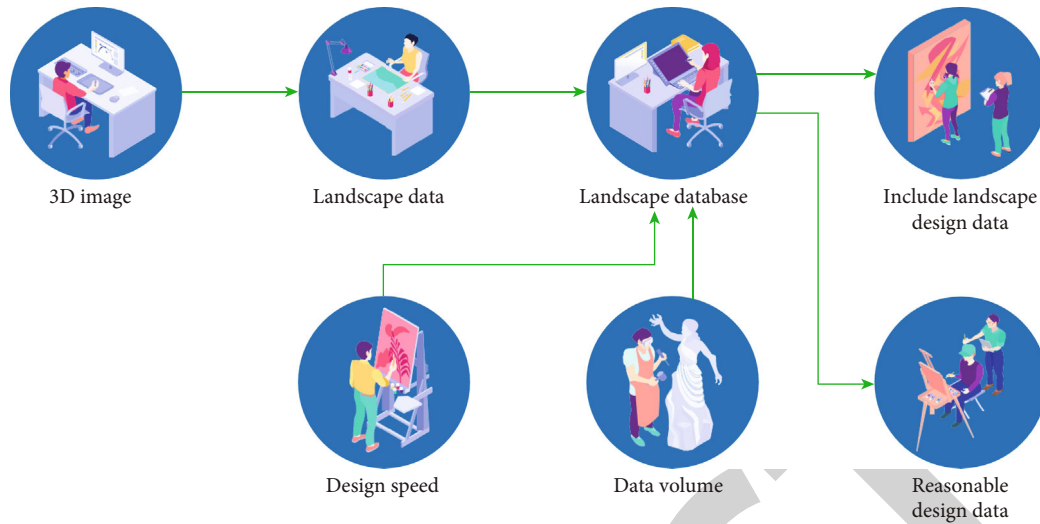 3D image
Landscape data
Landscape database
Include landscape
design data
Design speed
Data volume
Reasonable
design data